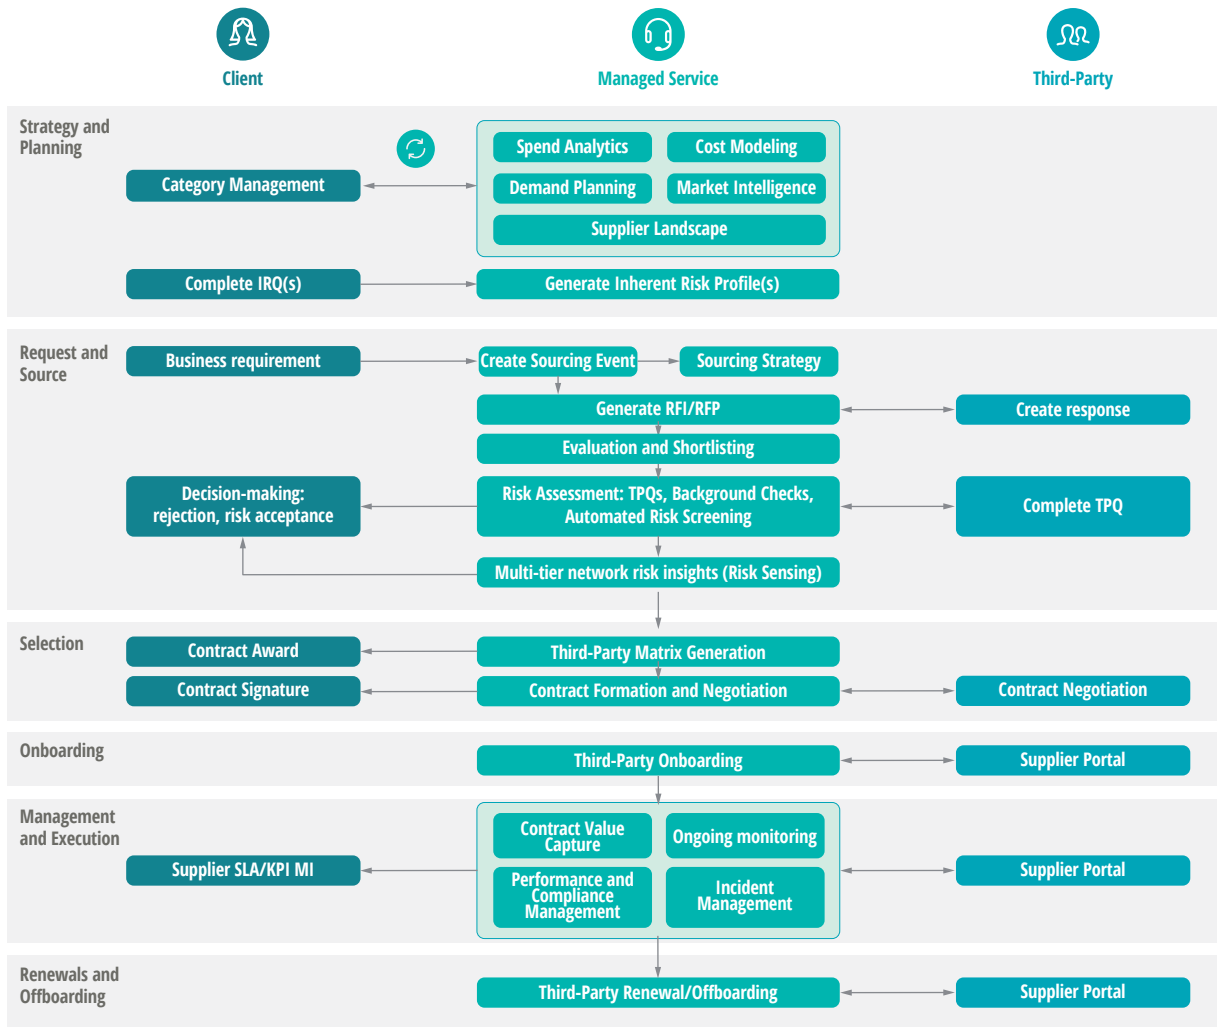 Client
Managed Service
Third-Party
Strategy and
Planning
Spend Analytics
Cost Modeling
Category Management
Demand Planning
Market Intelligence
Supplier Landscape
Complete IRQ(s)
Generate Inherent Risk Profile(s)
Request and
Source
Business requirement
Create Sourcing Event
Sourcing Strategy
Generate RFI/RFP
Create response
Evaluation and Shortlisting
Decision-making:
rejection, risk acceptance
Risk Assessment: TPQs, Background Checks,
Automated Risk Screening
Complete TPQ
Multi-tier network risk insights (Risk Sensing)
Selection
Contract Award
Third-Party Matrix Generation
Contract Signature
Contract Formation and Negotiation
Contract Negotiation
Onboarding
Third-Party Onboarding
Supplier Portal
Management
and Execution
Contract Value
Capture
Ongoing monitoring
Supplier SLA/KPI MI
Performance and
Compliance
Management
Incident
Management
Supplier Portal
Renewals and
Offboarding
Third-Party Renewal/Offboarding
Supplier Portal